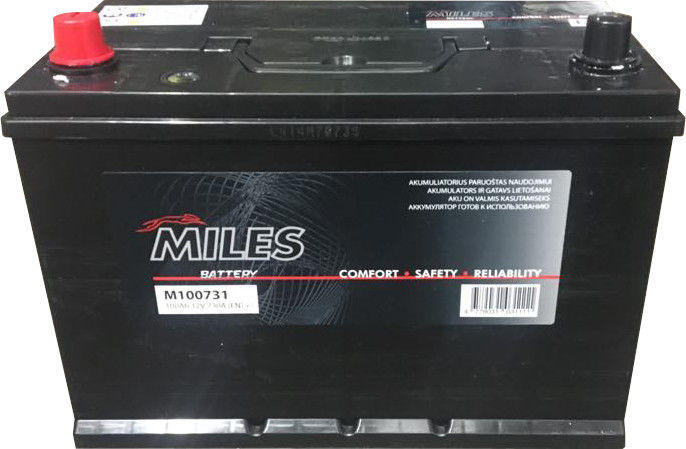 AKUMULIATORIUS PARUOŠTAS NAUDOJIMUI
AKUMULATORS IR GATAVS LIETOŠANAI
AKU ON VALMIS KASUTAMISEKS
АККУМУЛЯТОР ГОТОВ К ИСПОЛЬЗОВАНИЮ
MILES
BATTERY
COMFORT • SAFETY • RELIABILITY
M100731
100Ah 12V 730A (EN)